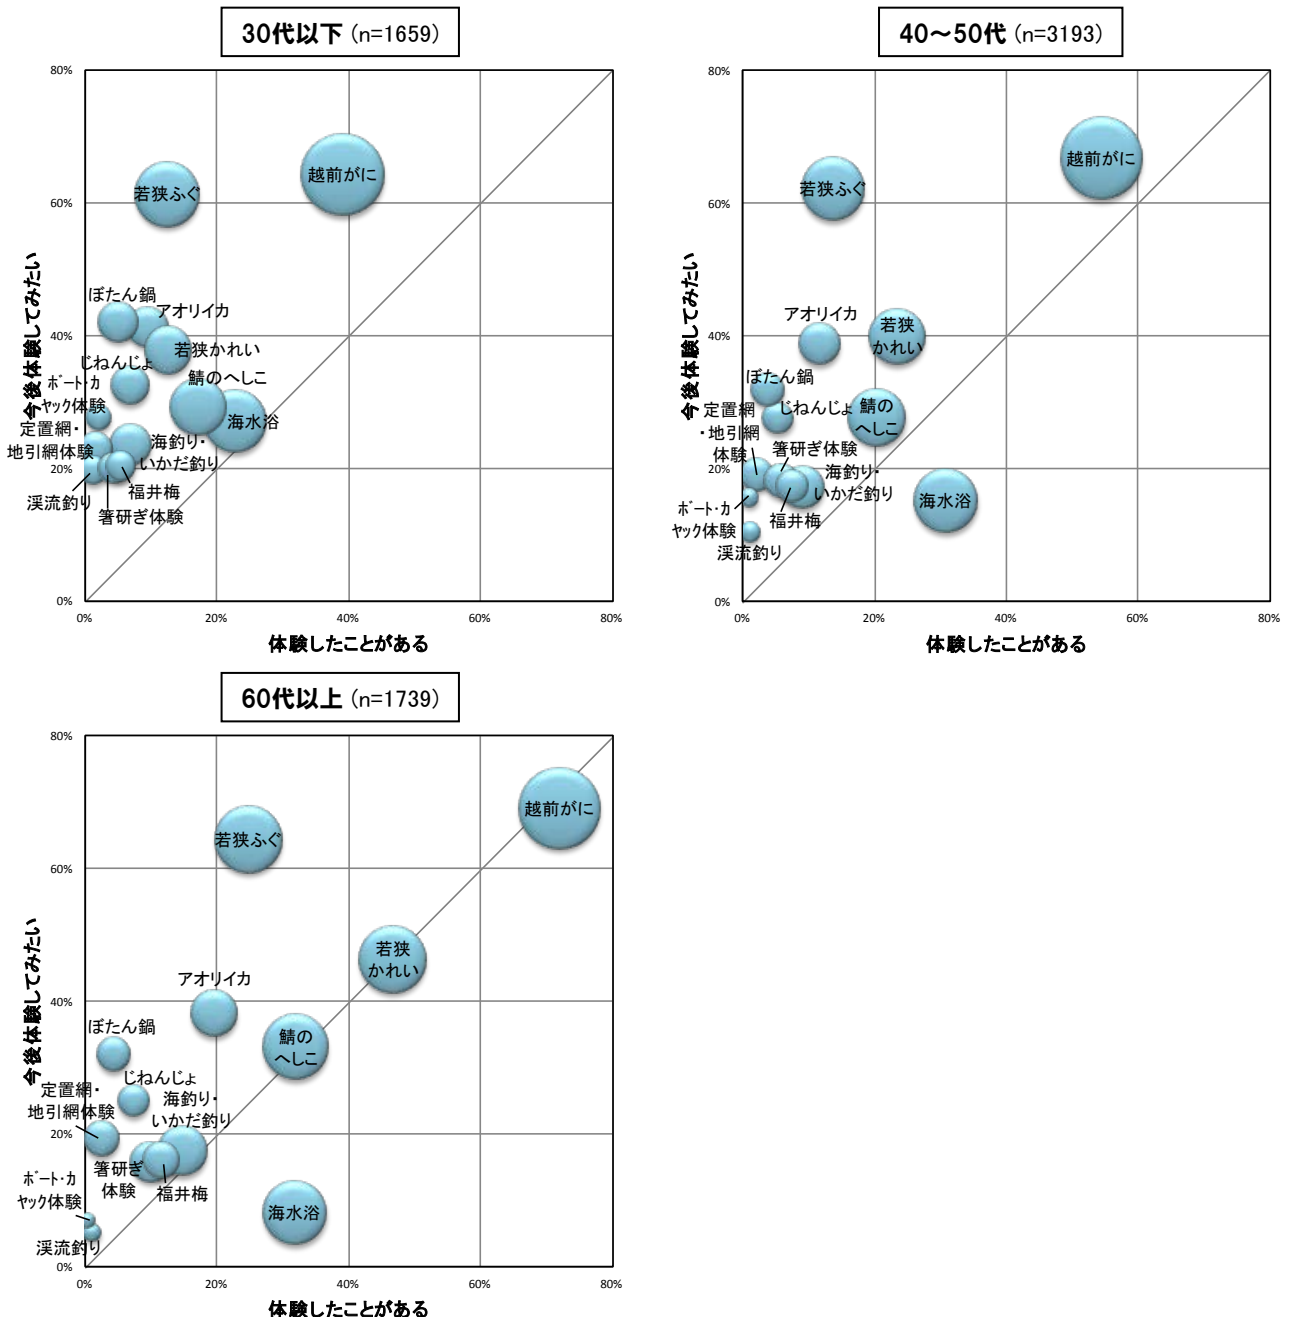 30代以下 (n=1659)
80%
60%
40%
20%
0%
今後体験してみたい
越前がに
若狭ふぐ
ぼたん鍋
アオリイカ
若狭かれい
じねんじょ
鯖のへしこ
ボート・カ
ヤック体験
海水浴
定置網・
地引網体験
海釣り・
いかだ釣り
渓流釣り
福井梅
箸研ぎ体験
0%
20%
40%
60%
80%
体験したことがある
40～50代 (n=3193)
80%
60%
40%
20%
0%
今後体験してみたい
越前がに
若狭ふぐ
アオリイカ
若狭
かれい
ぼたん鍋
じねんじょ
鯖の
へしこ
定置網
・地引網
体験
箸研ぎ体験
海釣り・
いかだ釣り
ボート・カ
ヤック体験
福井梅
海水浴
渓流釣り
0%
20%
40%
60%
80%
体験したことがある
60代以上 (n=1739)
80%
60%
40%
20%
0%
今後体験してみたい
越前がに
若狭ふぐ
若狭
かれい
アオリイカ
ぼたん鍋
鯖の
へしこ
じねんじょ
定置網・
地引網体験
海釣り・
いかだ釣り
箸研ぎ
体験
福井梅
ボート・カ
ヤック体験
海水浴
渓流釣り
0%
20%
40%
60%
80%
体験したことがある